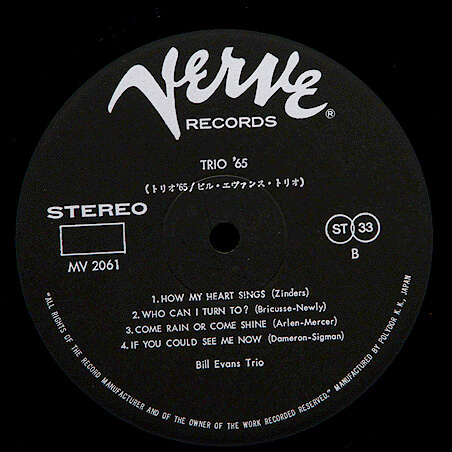 Verve
RECORDS
®
TRIO '65
(トリオ'65/ビル・エヴァンス・トリオ)
STEREO
MV 2061
ST 33
B
1. HOW MY HEART SINGS (Zinders)
2. WHO CAN I TURN TO? (Bricusse-Newly)
3. COME RAIN OR COME SHINE (Arlen-Mercer)
4. IF YOU COULD SEE ME NOW (Dameron-Sigman)
Bill Evans Trio
"ALL RIGHTS OF THE RECORD MANUFACTURER AND OF THE OWNER OF THE WORK RECORDED RESERVED." MANUFACTURED BY POLYDOR K. K., JAPAN